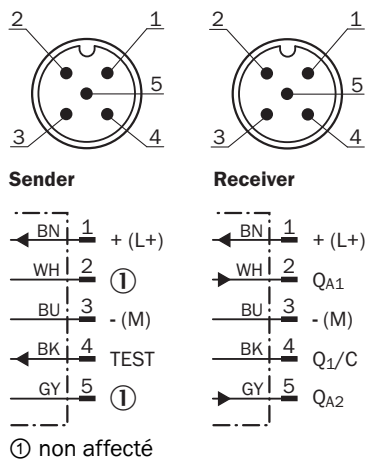 2 1 2 1
5 5
3 4 3 4
Sender Receiver
BN 1 + (L+) BN 1 + (L+)
WH 2 ① WH 2 QA1
BU 3 - (M) BU 3 - (M)
BK 4 TEST BK 4 Q1/C
GY 5 ① GY 5 QA2
① non affecté